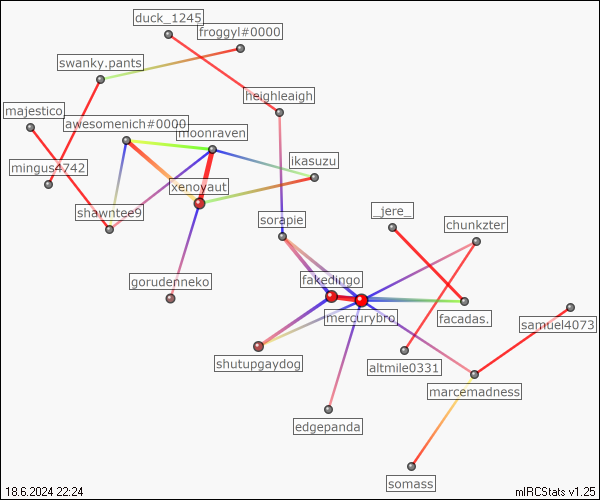 duck_1245
froggyl#0000
swanky.pants
heighleaigh
majestico
awesomenich#0000
moonraven
ikasuzu
mingus4742
xenoyaut
shawntee9
sorapie
_jere_
chunkzter
gorudenneko
fakedingo
mercurybro
facadas.
samuel4073
shutupgaydog
altmile0331
marcemadness
edgepanda
somass
18.6.2024 22:24
mIRCStats v1.25